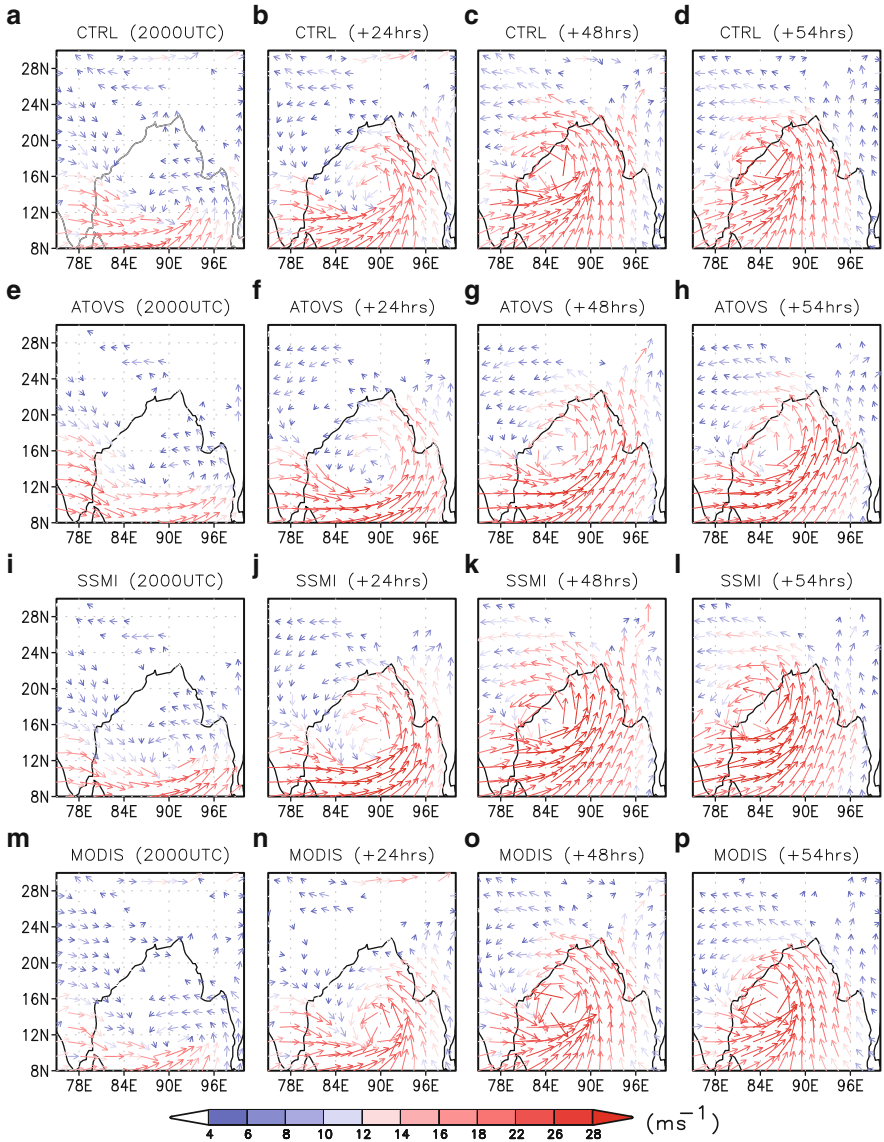 a b c d
CTRL (2000UTC) CTRL (+24hrs) CTRL (+48hrs) CTRL (+54hrs)
28N
24N
20N
16N
12N
8N
78E 84E 90E 96E 78E 84E 90E 96E 78E 84E 90E 96E 78E 84E 90E 96E
e f g h
ATOVS (2000UTC) ATOVS (+24hrs) ATOVS (+48hrs) ATOVS (+54hrs)
28N
24N
20N
16N
12N
8N
78E 84E 90E 96E 78E 84E 90E 96E 78E 84E 90E 96E 78E 84E 90E 96E
i j k l
SSMI (2000UTC) SSMI (+24hrs) SSMI (+48hrs) SSMI (+54hrs)
28N
24N
20N
16N
12N
8N
78E 84E 90E 96E 78E 84E 90E 96E 78E 84E 90E 96E 78E 84E 90E 96E
m n o p
MODIS (2000UTC) MODIS (+24hrs) MODIS (+48hrs) MODIS (+54hrs)
28N
24N
20N
16N
12N
8N
78E 84E 90E 96E 78E 84E 90E 96E 78E 84E 90E 96E 78E 84E 90E 96E
4 6 8 10 12 14 16 18 22 26 28 (ms⁻¹)